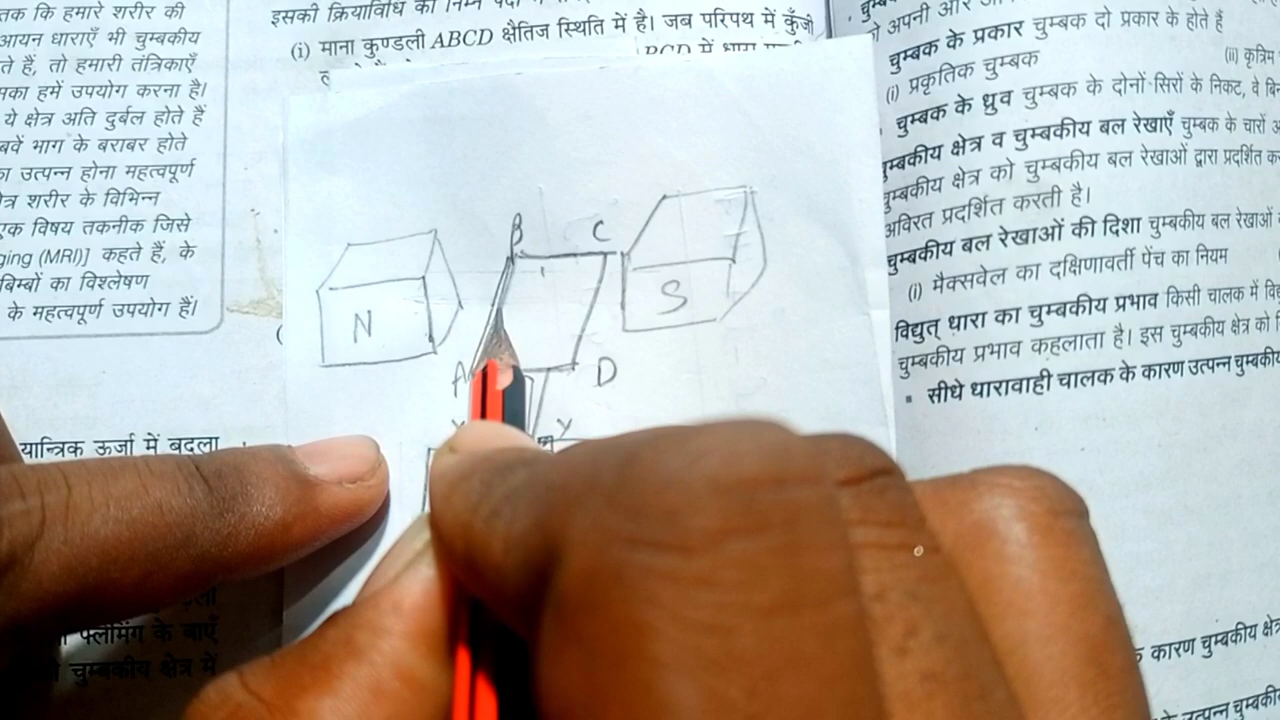 तक कि हमारे शरीर की
आयन धाराएँ भी चुम्बकीय
ते हैं, तो हमारी तंत्रिकाएँ
हमें उपयोग करना है।
ये क्षेत्र अति दुर्बल होते हैं
बवें भाग के बराबर होते
का उत्पन्न होना महत्वपूर्ण
शरीर के विभिन्न
एक विषय तकनीक जिसे
ging (MRI)] कहते हैं, के
बिम्बों का विश्लेषण
के महत्वपूर्ण उपयोग हैं।
यान्त्रिक ऊर्जा में बदला
फ्लेमिंग के बाएँ
चुम्बकीय क्षेत्र में
इसकी क्रियाविधि
(i) माना कुण्डली ABCD क्षैतिज स्थिति में है। जब परिपथ में कुँजी
BCD में धारा
B C
N S
A D
Y
अपनी और
चुम्बक के प्रकार चुम्बक दो प्रकार के होते हैं
(i) प्रकृतिक चुम्बक (ii) कृत्रिम
चुम्बक के ध्रुव चुम्बक के दोनों सिरों के निकट, वे
चुम्बकीय क्षेत्र व चुम्बकीय बल रेखाएँ चुम्बक के चारों
चुम्बकीय क्षेत्र को चुम्बकीय बल रेखाओं द्वारा प्रदर्शित
अविरत प्रदर्शित करती है।
चुम्बकीय बल रेखाओं की दिशा चुम्बकीय बल रेखाओं
(i) मैक्सवेल का दक्षिणावर्ती पेंच का नियम
विद्युत् धारा का चुम्बकीय प्रभाव किसी चालक में
चुम्बकीय प्रभाव कहलाता है। इस चुम्बकीय क्षेत्र को
▪ सीधे धारावाही चालक के कारण उत्पन्न चुम्बकीय
के कारण चुम्बकीय क्षेत्र